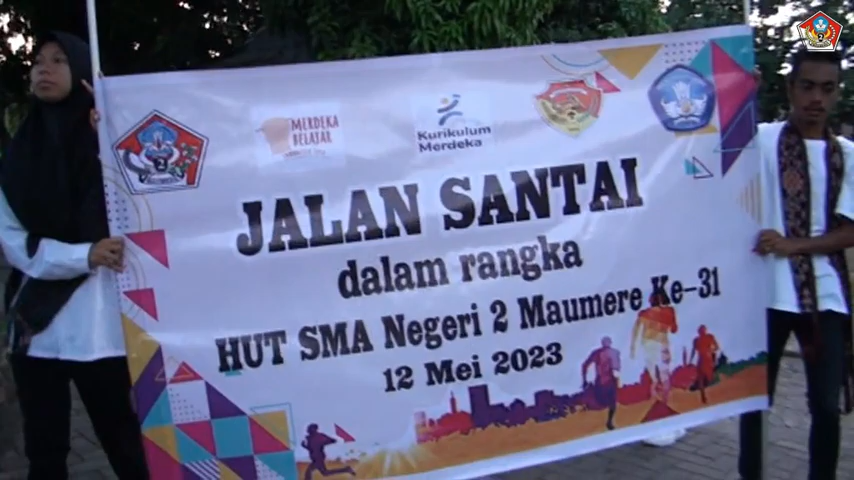 MERDEKA
BELAJAR
Kurikulum
Merdeka
JALAN SANTAI
dalam rangka
HUT SMA Negeri 2 Maumere Ke-31
12 Mei 2023